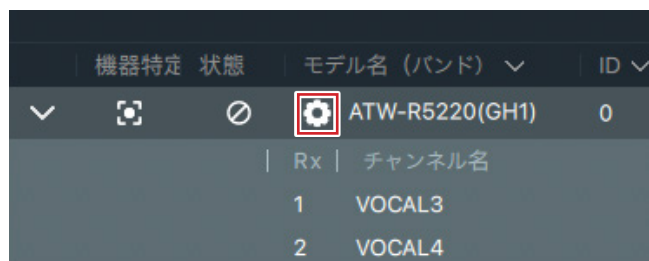 機器特定 状態 モデル名（バンド） ID
ATW-R5220(GH1) 0
Rx チャンネル名
1 VOCAL3
2 VOCAL4